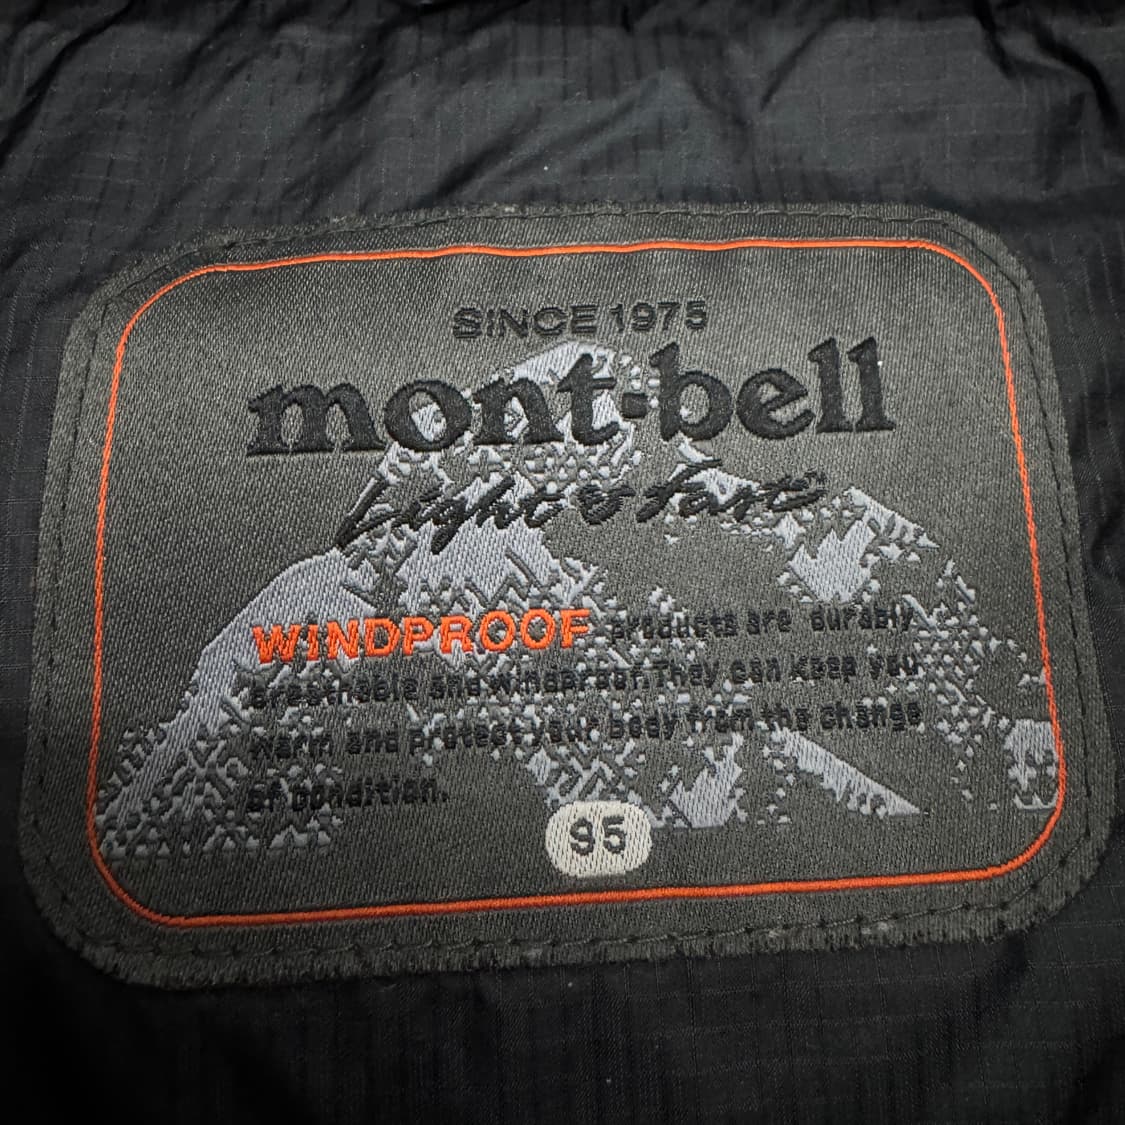 SINCE 1975
mont-bell
Light & Fast
WINDPROOF products are durably
breathable and windproof. They can keep you
warm and protect your body from the change
of condition.
95